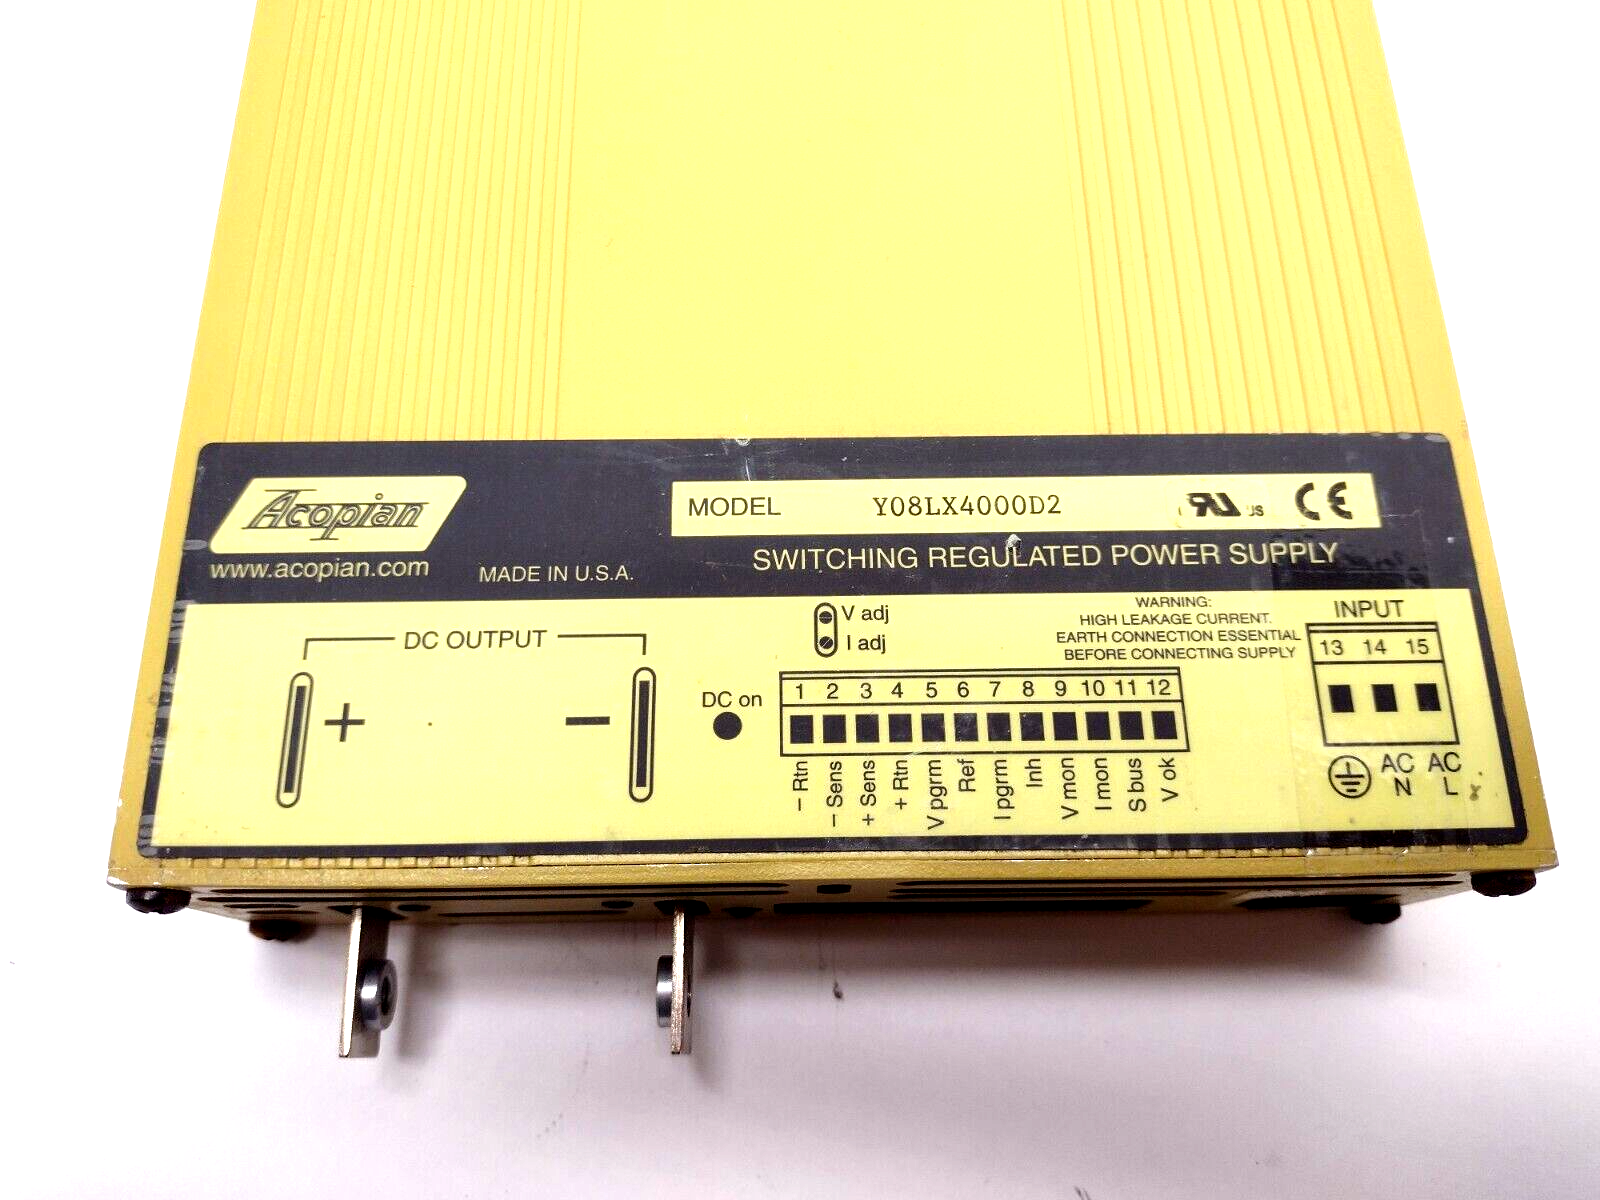 Acopian
www.acopian.com
MADE IN U.S.A.
MODEL Y08LX4000D2
RU US CE
SWITCHING REGULATED POWER SUPPLY
DC OUTPUT
+ −
V adj
I adj
DC on
1 2 3 4 5 6 7 8 9 10 11 12
− Rtn
− Sens
+ Sens
+ Rtn
V pgrm
Ref
I pgrm
Inh
V mon
I mon
S bus
V ok
WARNING:
HIGH LEAKAGE CURRENT.
EARTH CONNECTION ESSENTIAL
BEFORE CONNECTING SUPPLY
INPUT
13 14 15
AC N
AC L